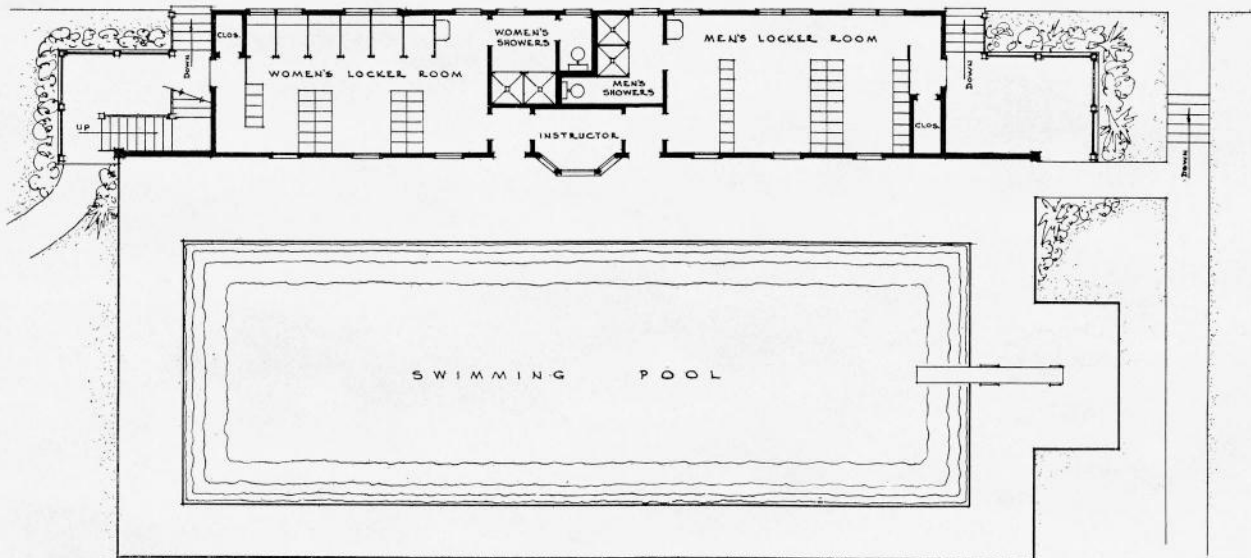 CLOS.
DOWN
WOMEN'S
SHOWERS
MEN'S LOCKER ROOM
DOWN
WOMEN'S LOCKER ROOM
MEN'S
SHOWERS
UP
INSTRUCTOR
CLOS.
DOWN
SWIMMING POOL